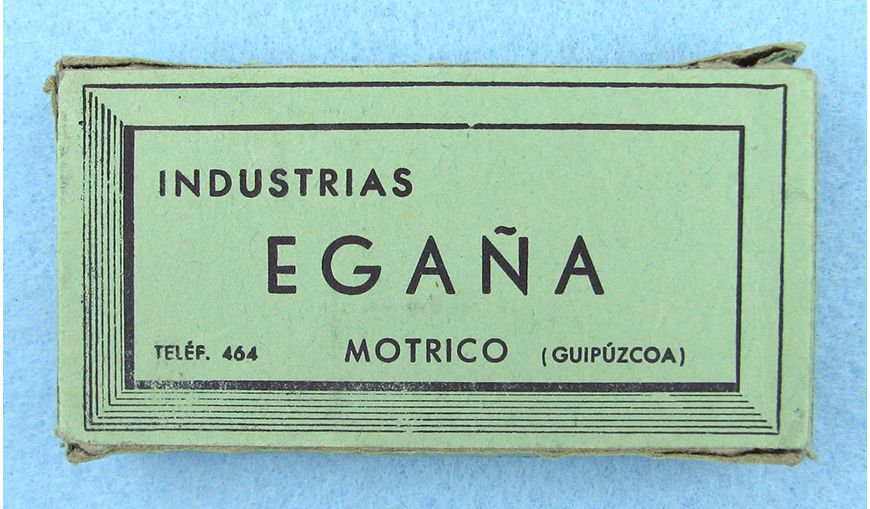 INDUSTRIAS
EGAÑA
TELÉF. 464 MOTRICO (GUIPÚZCOA)